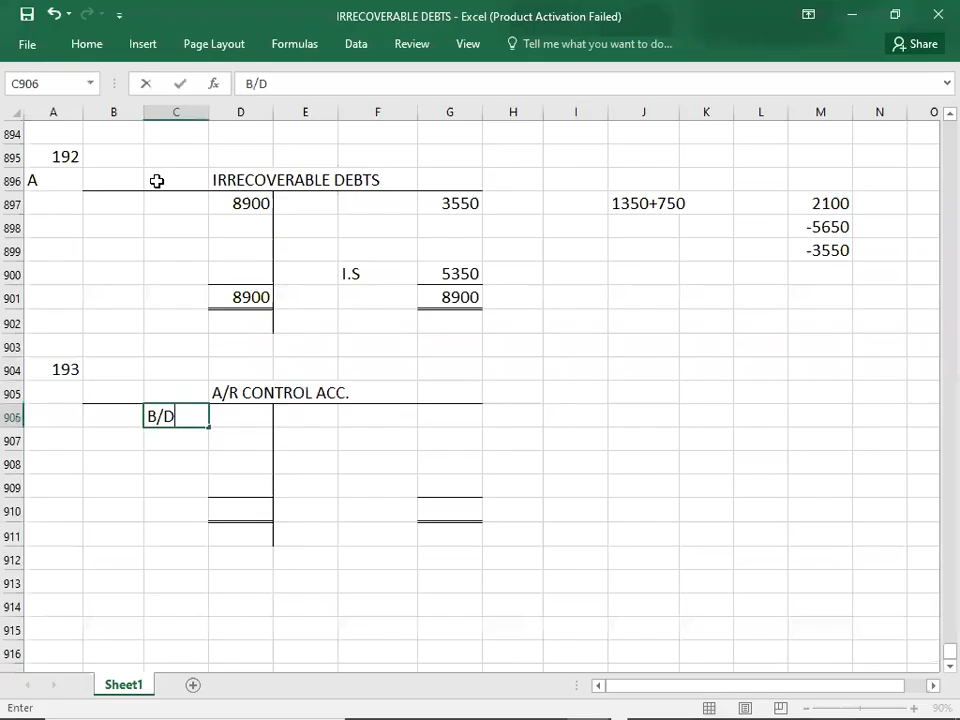 IRRECOVERABLE DEBTS - Excel (Product Activation Failed)
File Home Insert Page Layout Formulas Data Review View Tell me what you want to do... Share
C906 fx B/D
A B C D E F G H I J K L M N O
894
895 192
896 A IRRECOVERABLE DEBTS
897 8900 3550 1350+750 2100
898 -5650
899 -3550
900 I.S 5350
901 8900 8900
902
903
904 193
905 A/R CONTROL ACC.
906 B/D
907
908
909
910
911
912
913
914
915
916
Sheet1
Enter 90%